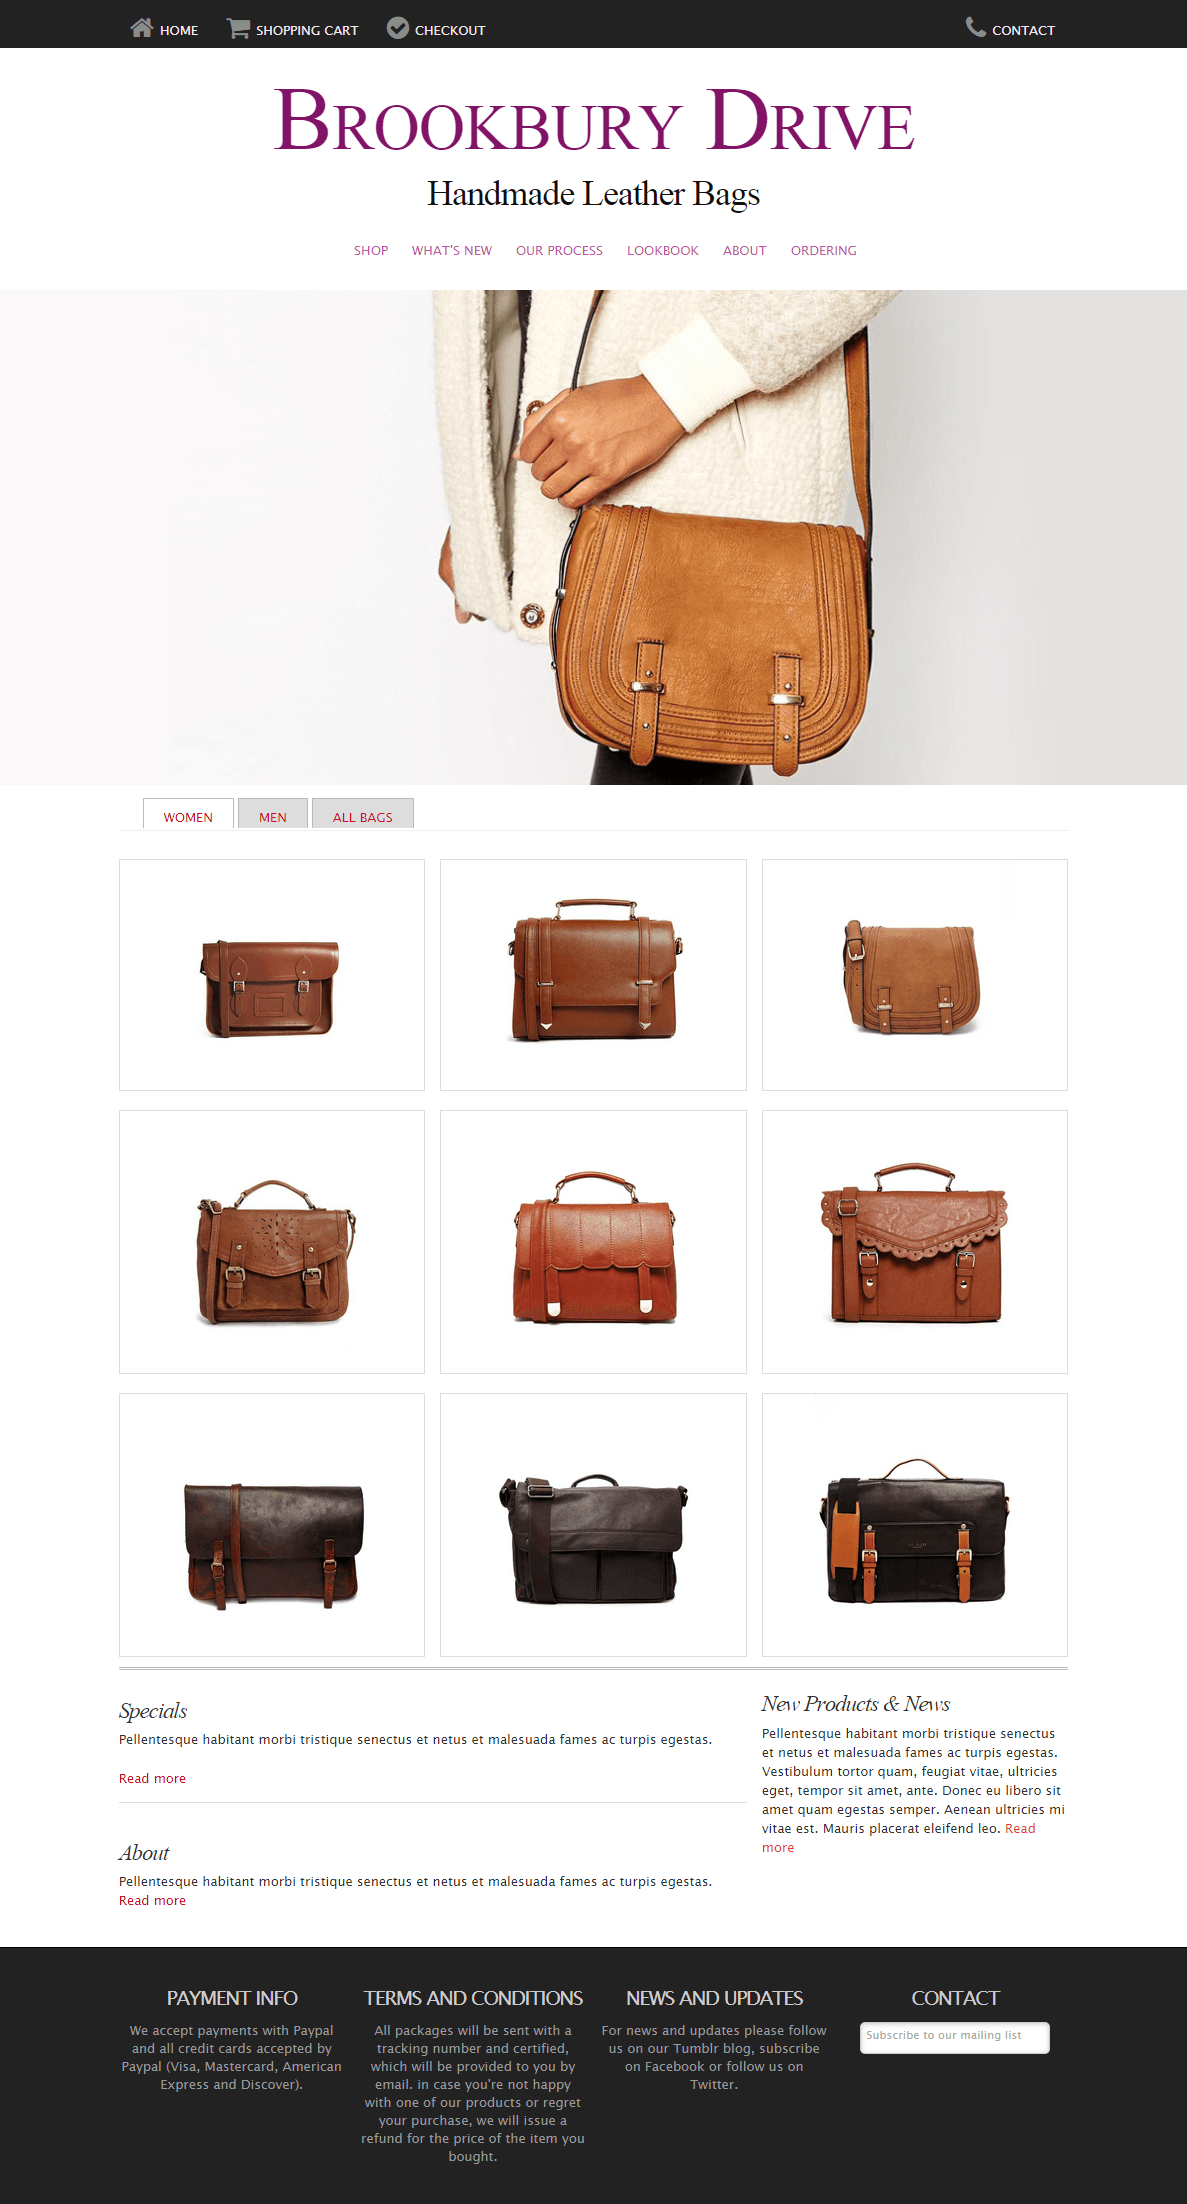 HOME SHOPPING CART CHECKOUT CONTACT
BROOKBURY DRIVE
Handmade Leather Bags
SHOP WHAT'S NEW OUR PROCESS LOOKBOOK ABOUT ORDERING
WOMEN MEN ALL BAGS
Specials
Pellentesque habitant morbi tristique senectus et netus et malesuada fames ac turpis egestas.
Read more
About
Pellentesque habitant morbi tristique senectus et netus et malesuada fames ac turpis egestas.
Read more
New Products & News
Pellentesque habitant morbi tristique senectus
et netus et malesuada fames ac turpis egestas.
Vestibulum tortor quam, feugiat vitae, ultricies
eget, tempor sit amet, ante. Donec eu libero sit
amet quam egestas semper. Aenean ultricies mi
vitae est. Mauris placerat eleifend leo. Read
more
PAYMENT INFO
We accept payments with Paypal
and all credit cards accepted by
Paypal (Visa, Mastercard, American
Express and Discover).
TERMS AND CONDITIONS
All packages will be sent with a
tracking number and certified,
which will be provided to you by
email. in case you're not happy
with one of our products or regret
your purchase, we will issue a
refund for the price of the item you
bought.
NEWS AND UPDATES
For news and updates please follow
us on our Tumblr blog, subscribe
on Facebook or follow us on
Twitter.
CONTACT
Subscribe to our mailing list